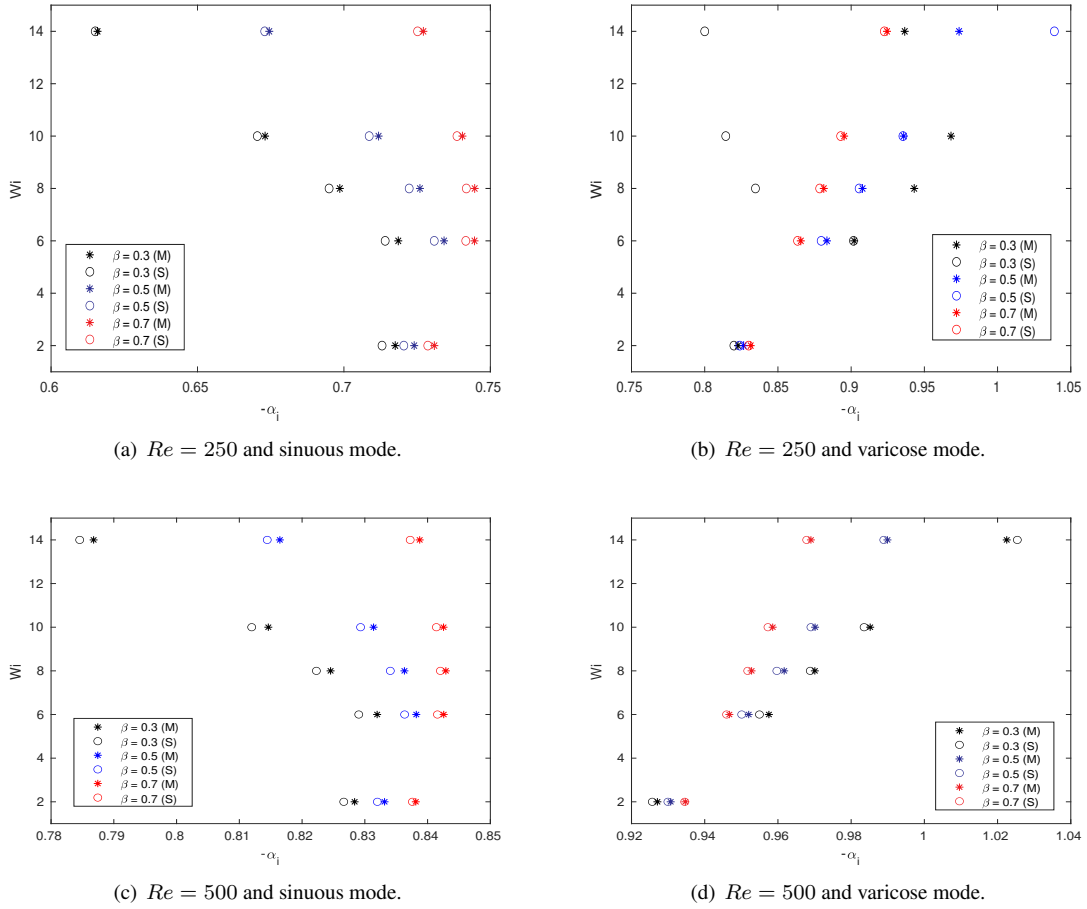 14
12
10
8
6
4
2
Wi
β = 0.3 (M)
β = 0.3 (S)
β = 0.5 (M)
β = 0.5 (S)
β = 0.7 (M)
β = 0.7 (S)
0.6 0.65 0.7 0.75
-αi
(a) Re = 250 and sinuous mode.
14
12
10
8
6
4
2
Wi
β = 0.3 (M)
β = 0.3 (S)
β = 0.5 (M)
β = 0.5 (S)
β = 0.7 (M)
β = 0.7 (S)
0.75 0.8 0.85 0.9 0.95 1 1.05
-αi
(b) Re = 250 and varicose mode.
14
12
10
8
6
4
2
Wi
β = 0.3 (M)
β = 0.3 (S)
β = 0.5 (M)
β = 0.5 (S)
β = 0.7 (M)
β = 0.7 (S)
0.78 0.79 0.8 0.81 0.82 0.83 0.84 0.85
-αi
(c) Re = 500 and sinuous mode.
14
12
10
8
6
4
2
Wi
β = 0.3 (M)
β = 0.3 (S)
β = 0.5 (M)
β = 0.5 (S)
β = 0.7 (M)
β = 0.7 (S)
0.92 0.94 0.96 0.98 1 1.02 1.04
-αi
(d) Re = 500 and varicose mode.